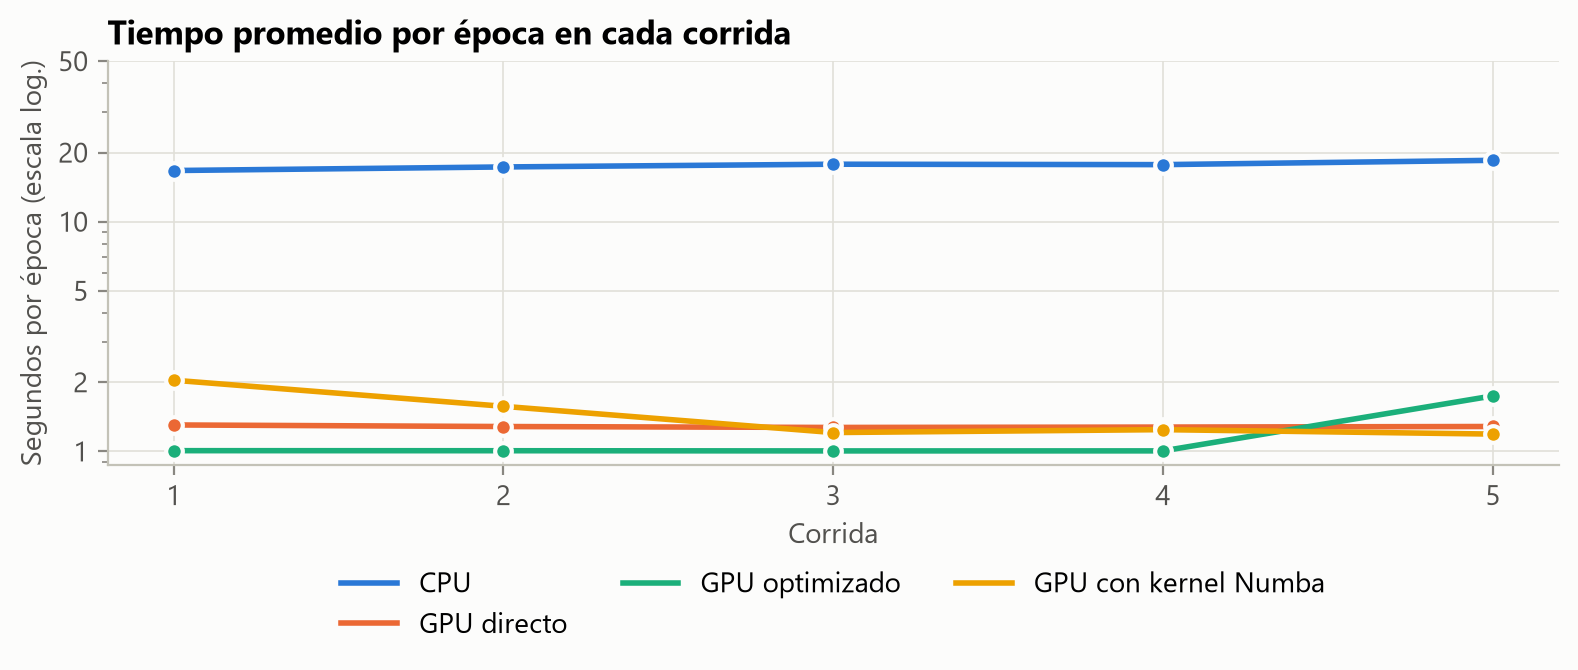 Tiempo promedio por época en cada corrida
Segundos por época (escala log.)
50
20
10
5
2
1
1 2 3 4 5
Corrida
CPU GPU optimizado GPU con kernel Numba
GPU directo